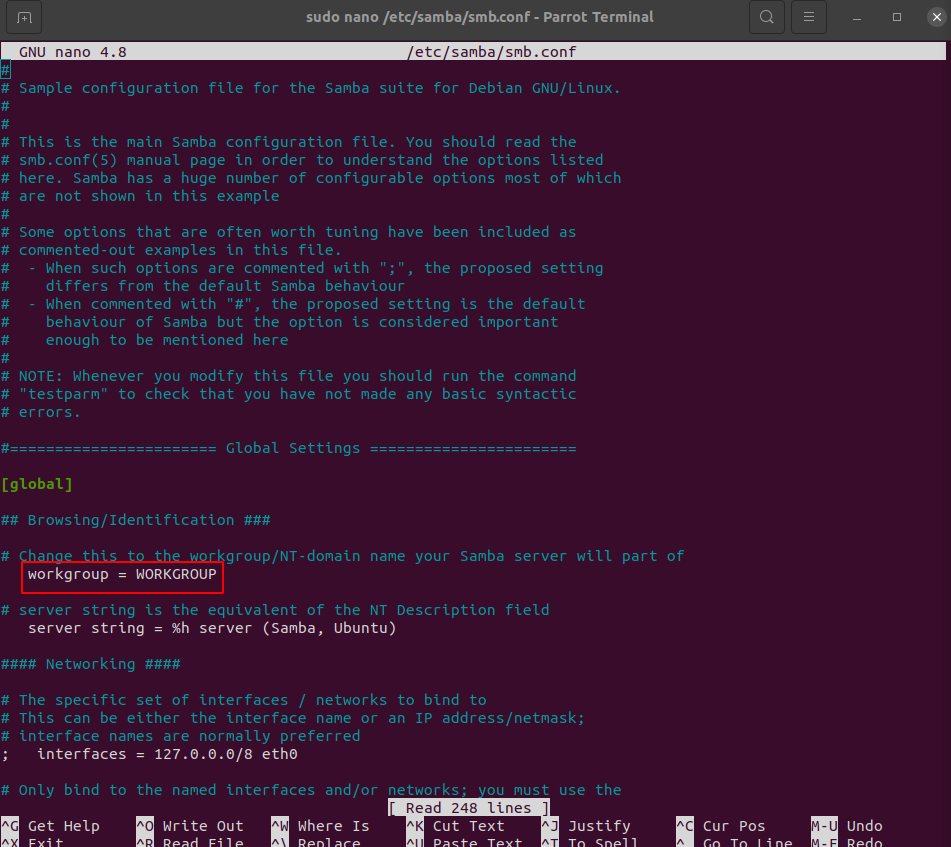 sudo nano /etc/samba/smb.conf - Parrot Terminal
GNU nano 4.8 /etc/samba/smb.conf
#
# Sample configuration file for the Samba suite for Debian GNU/Linux.
#
#
# This is the main Samba configuration file. You should read the
# smb.conf(5) manual page in order to understand the options listed
# here. Samba has a huge number of configurable options most of which
# are not shown in this example
#
# Some options that are often worth tuning have been included as
# commented-out examples in this file.
#  - When such options are commented with ";", the proposed setting
#    differs from the default Samba behaviour
#  - When commented with "#", the proposed setting is the default
#    behaviour of Samba but the option is considered important
#    enough to be mentioned here
#
# NOTE: Whenever you modify this file you should run the command
# "testparm" to check that you have not made any basic syntactic
# errors.
#======================= Global Settings =======================
[global]
## Browsing/Identification ###
# Change this to the workgroup/NT-domain name your Samba server will part of
workgroup = WORKGROUP
# server string is the equivalent of the NT Description field
server string = %h server (Samba, Ubuntu)
#### Networking ####
# The specific set of interfaces / networks to bind to
# This can be either the interface name or an IP address/netmask;
# interface names are normally preferred
;   interfaces = 127.0.0.0/8 eth0
# Only bind to the named interfaces and/or networks; you must use the
[ Read 248 lines ]
^G Get Help ^O Write Out ^W Where Is ^K Cut Text ^J Justify ^C Cur Pos M-U Undo
^X Exit ^R Read File ^\ Replace ^U Paste Text ^T To Spell ^_ Go To Line M-E Redo